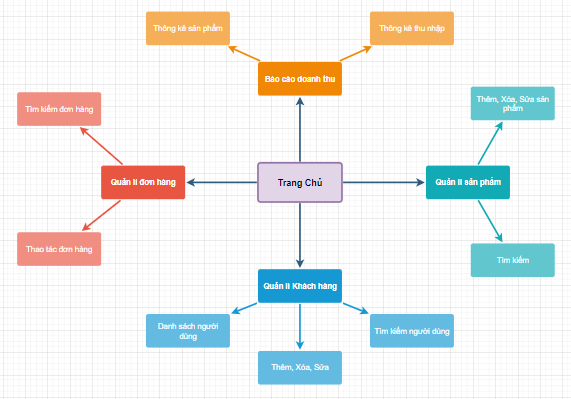 Thông kê sản phẩm
Thông kê thu nhập
Báo cáo doanh thu
Tìm kiếm đơn hàng
Thêm, Xóa, Sửa sản
phẩm
Quản lí đơn hàng
Trang Chủ
Quản lí sản phẩm
Thao tác đơn hàng
Tìm kiếm
Quản lí Khách hàng
Danh sách người
dùng
Tìm kiếm người dùng
Thêm, Xóa, Sửa